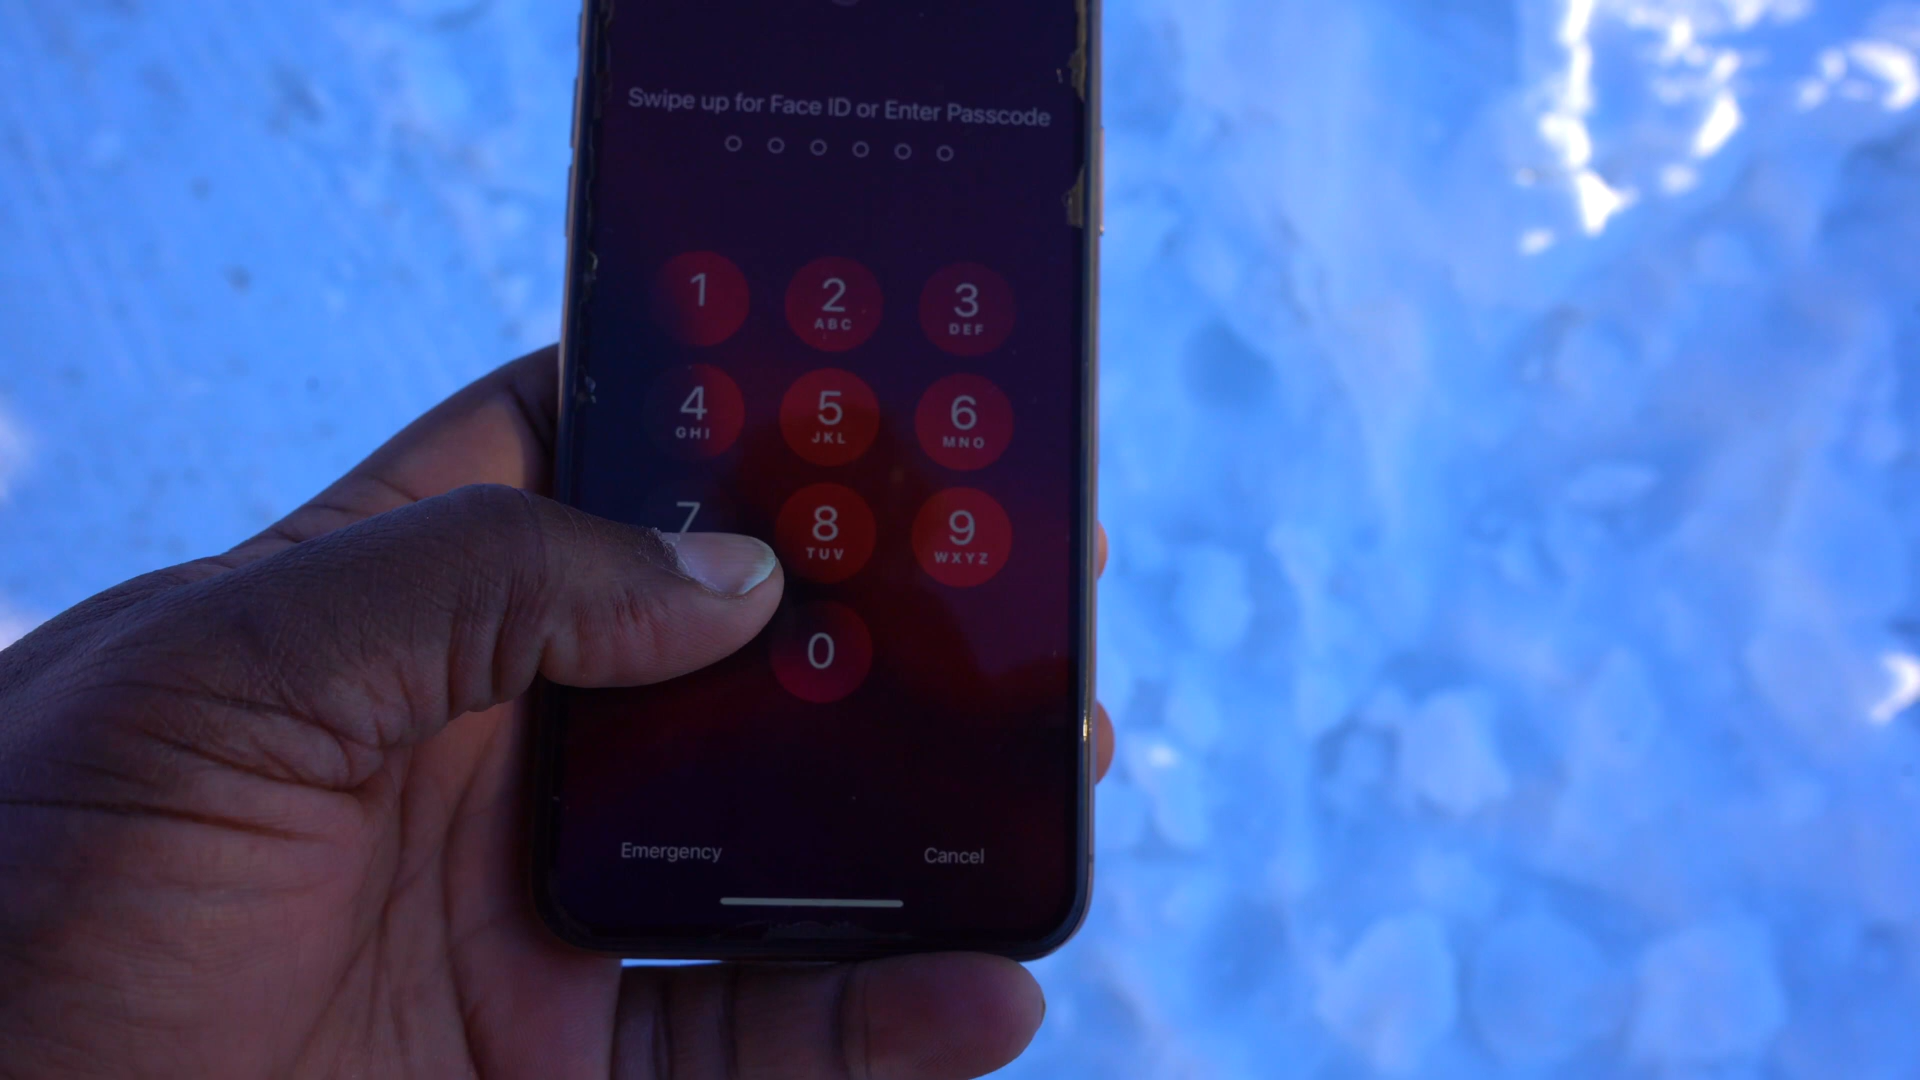 Swipe up for Face ID or Enter Passcode
1
2
ABC
3
DEF
4
GHI
5
JKL
6
MNO
7
8
TUV
9
WXYZ
0
Emergency
Cancel